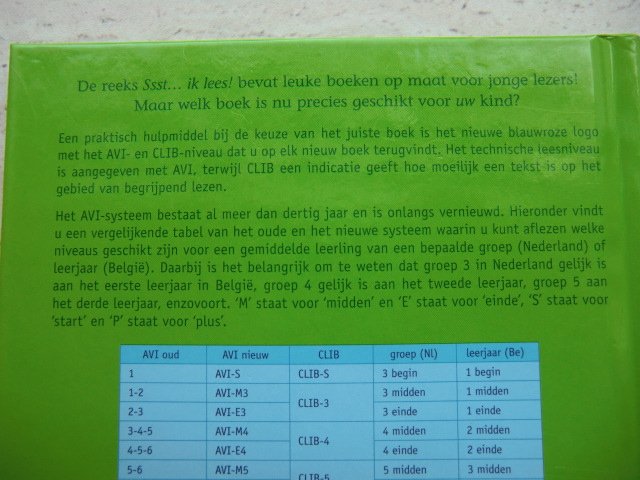 De reeks Ssst... ik lees! bevat leuke boeken op maat voor jonge lezers!
Maar welk boek is nu precies geschikt voor uw kind?
Een praktisch hulpmiddel bij de keuze van het juiste boek is het nieuwe blauwroze logo
met het AVI- en CLIB-niveau dat u op elk nieuw boek terugvindt. Het technische leesniveau
is aangegeven met AVI, terwijl CLIB een indicatie geeft hoe moeilijk een tekst is op het
gebied van begrijpend lezen.
Het AVI-systeem bestaat al meer dan dertig jaar en is onlangs vernieuwd. Hieronder vindt
u een vergelijkende tabel van het oude en het nieuwe systeem waarin u kunt aflezen welke
niveaus geschikt zijn voor een gemiddelde leerling van een bepaalde groep (Nederland) of
leerjaar (België). Daarbij is het belangrijk om te weten dat groep 3 in Nederland gelijk is
aan het eerste leerjaar in België, groep 4 gelijk is aan het tweede leerjaar, groep 5 aan
het derde leerjaar, enzovoort. 'M' staat voor 'midden' en 'E' staat voor 'einde', 'S' staat voor
'start' en 'P' staat voor 'plus'.
AVI oud AVI nieuw CLIB groep (Nl) leerjaar (Be)
1 AVI-S CLIB-S 3 begin 1 begin
1-2 AVI-M3 CLIB-3 3 midden 1 midden
2-3 AVI-E3 3 einde 1 einde
3-4-5 AVI-M4 CLIB-4 4 midden 2 midden
4-5-6 AVI-E4 4 einde 2 einde
5-6 AVI-M5 CLIB-5 5 midden 3 midden